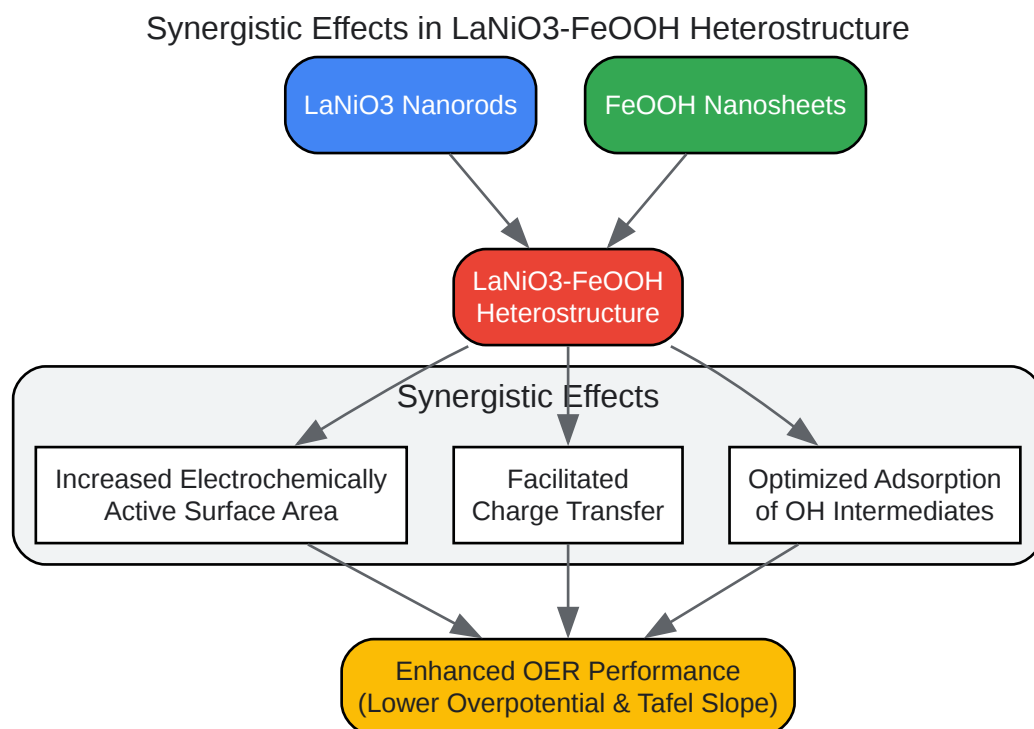 Synergistic Effects in LaNiO3-FeOOH Heterostructure
LaNiO3 Nanorods
FeOOH Nanosheets
LaNiO3-FeOOH
Heterostructure
Synergistic Effects
Increased Electrochemically
Active Surface Area
Facilitated
Charge Transfer
Optimized Adsorption
of OH Intermediates
Enhanced OER Performance
(Lower Overpotential & Tafel Slope)